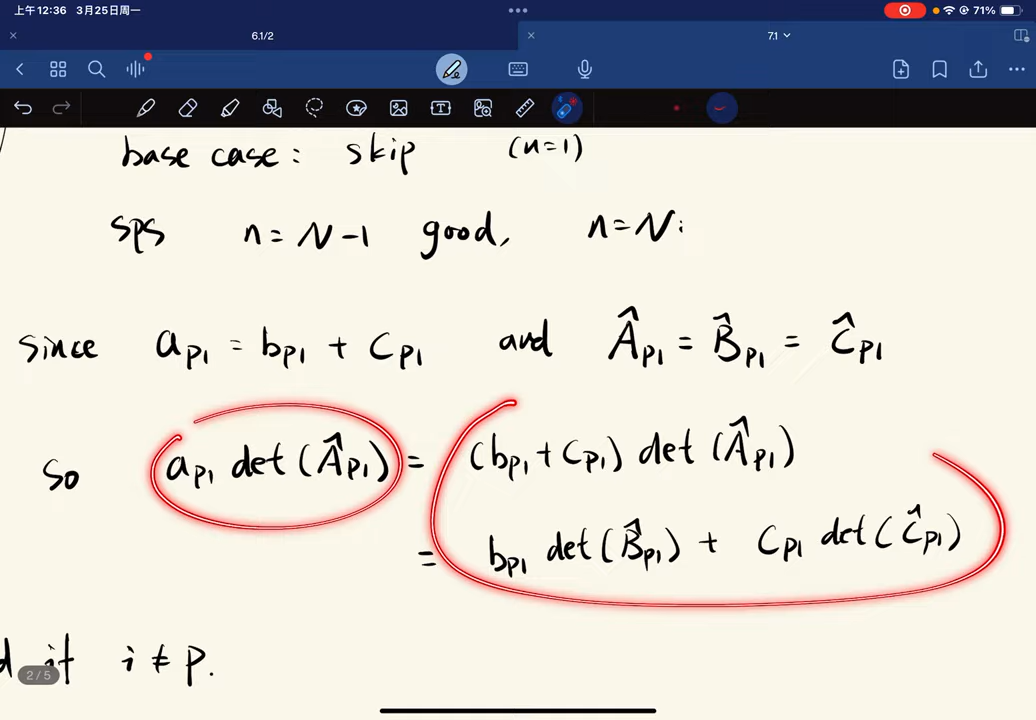 上午12:36 3月25日周一
71%
6.1/2
7.1
base case: skip (n=1)
sps n = N-1 good, n=N:
since a_{p1} = b_{p1} + c_{p1} and Â_{p1} = B̂_{p1} = Ĉ_{p1}
so a_{p1} det(Â_{p1}) = (b_{p1} + c_{p1}) det(Â_{p1})
= b_{p1} det(B̂_{p1}) + c_{p1} det(Ĉ_{p1})
if i ≠ p.
2/5